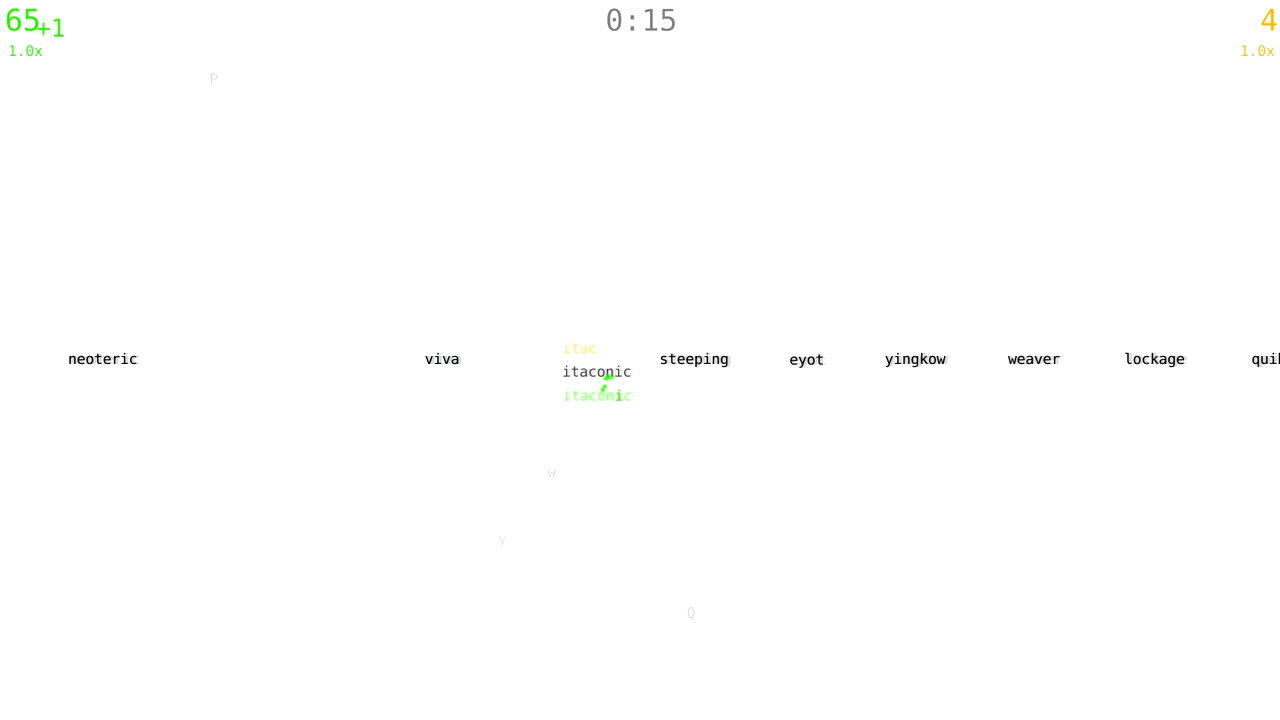 65 +1 0:15 4
1.0x 1.0x
P
itac
neoteric viva steeping eyot yingkow weaver lockage
itaconic
itaconic
w
y
Q